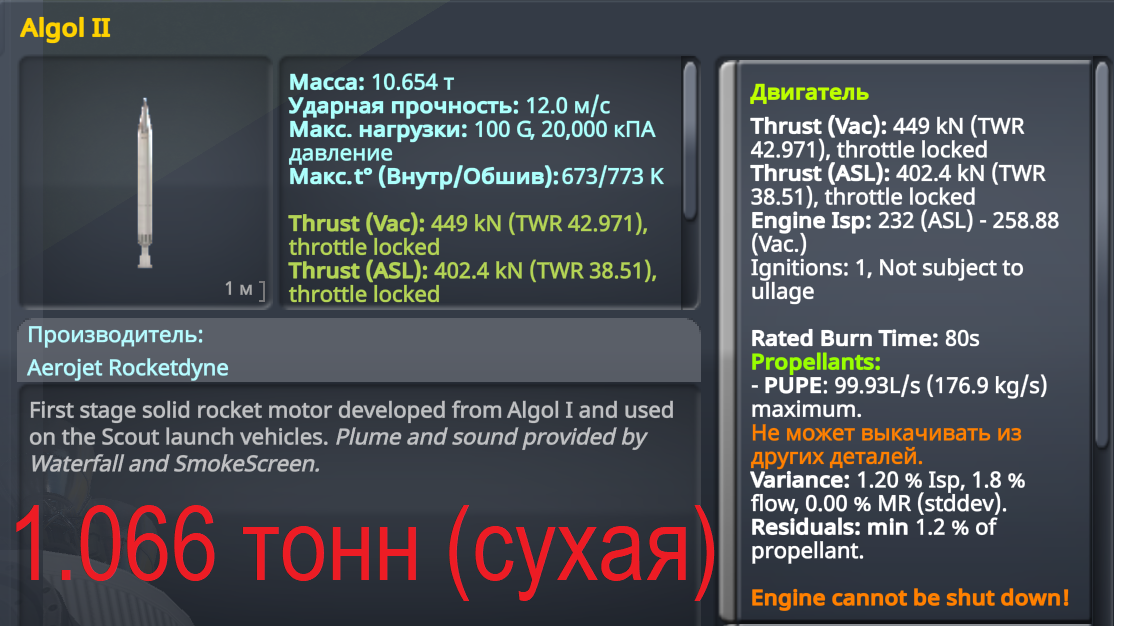 Algol II
1 м
Масса: 10.654 т
Ударная прочность: 12.0 м/с
Макс. нагрузки: 100 G, 20,000 кПА
давление
Макс.t° (Внутр/Обшив):673/773 K
Thrust (Vac): 449 kN (TWR 42.971),
throttle locked
Thrust (ASL): 402.4 kN (TWR 38.51),
throttle locked
Производитель:
Aerojet Rocketdyne
First stage solid rocket motor developed from Algol I and used
on the Scout launch vehicles. Plume and sound provided by
Waterfall and SmokeScreen.
1.066 тонн (сухая)
Двигатель
Thrust (Vac): 449 kN (TWR
42.971), throttle locked
Thrust (ASL): 402.4 kN (TWR
38.51), throttle locked
Engine Isp: 232 (ASL) - 258.88
(Vac.)
Ignitions: 1, Not subject to
ullage
Rated Burn Time: 80s
Propellants:
- PUPE: 99.93L/s (176.9 kg/s)
maximum.
Не может выкачивать из
других деталей.
Variance: 1.20 % Isp, 1.8 %
flow, 0.00 % MR (stddev).
Residuals: min 1.2 % of
propellant.
Engine cannot be shut down!